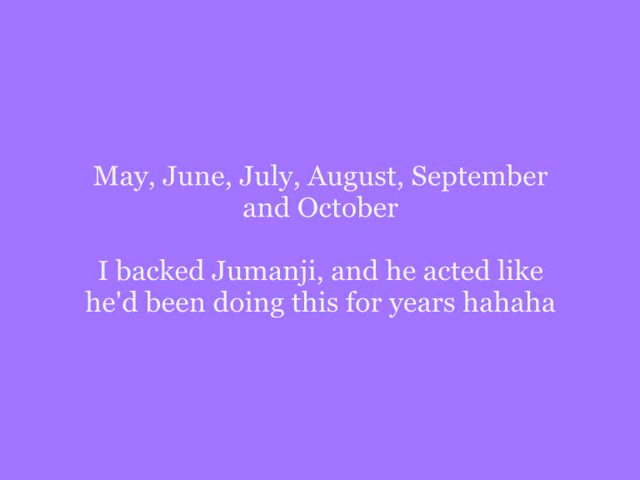 May, June, July, August, September
and October
I backed Jumanji, and he acted like
he'd been doing this for years hahaha